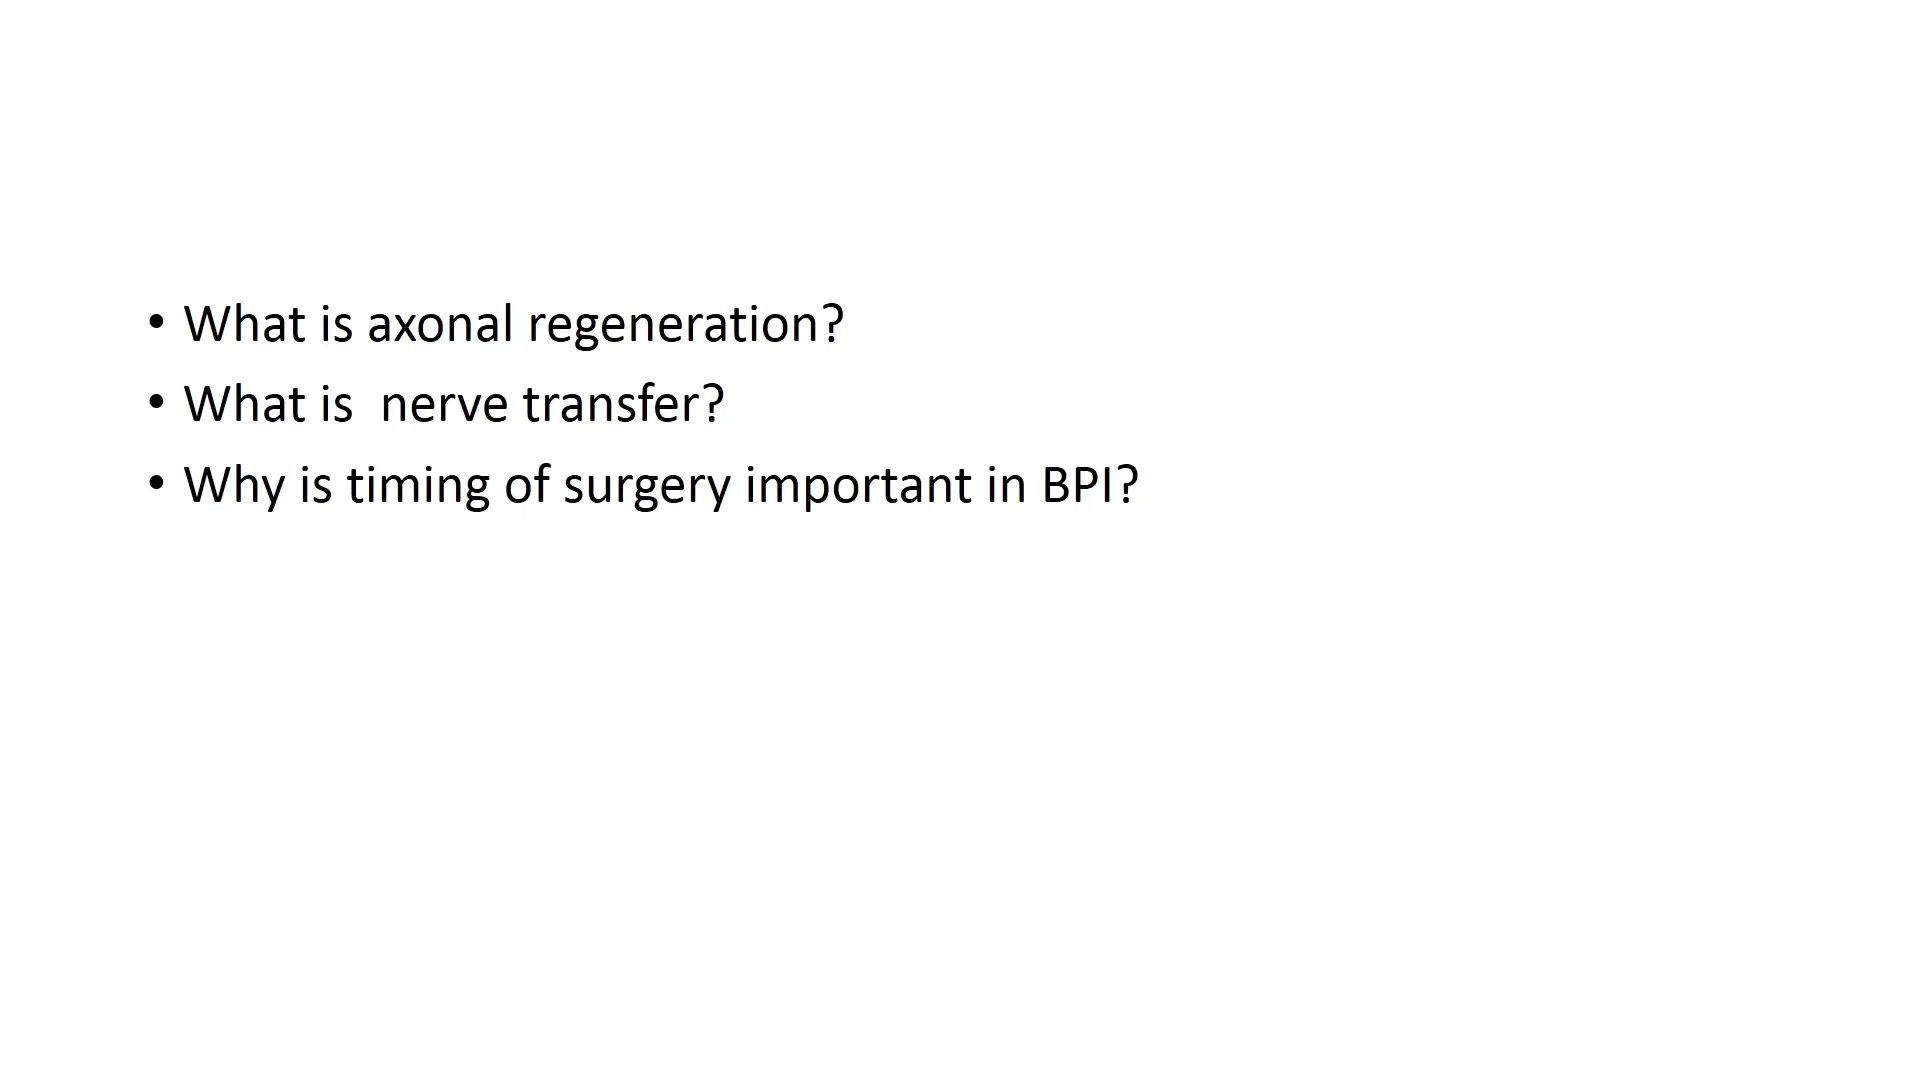 • What is axonal regeneration?
• What is  nerve transfer?
• Why is timing of surgery important in BPI?